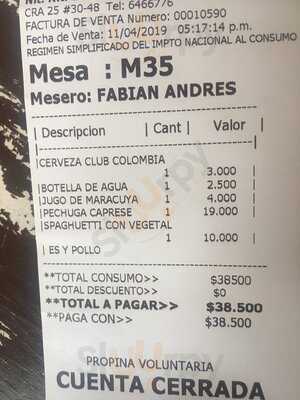 CRA 25 #30-48 Tel: 6466776
FACTURA DE VENTA Numero: 00010590
Fecha de Venta: 11/04/2019 05:17:14 p.m.
REGIMEN SIMPLIFICADO DEL IMPTO NACIONAL AL CONSUMO
Mesa : M35
Mesero: FABIAN ANDRES
| Descripcion | Cant | Valor |
|CERVEZA CLUB COLOMBIA
1 3.000 |
|BOTELLA DE AGUA 1 2.500 |
|JUGO DE MARACUYA 1 4.000 |
|PECHUGA CAPRESE 1 19.000 |
|SPAGHUETTI CON VEGETAL
1 10.000 |
| ES Y POLLO
**TOTAL CONSUMO>> $38500
**TOTAL DESCUENTO>> $0
**TOTAL A PAGAR>> $38.500
**PAGA CON>> $38.500
PROPINA VOLUNTARIA
CUENTA CERRADA